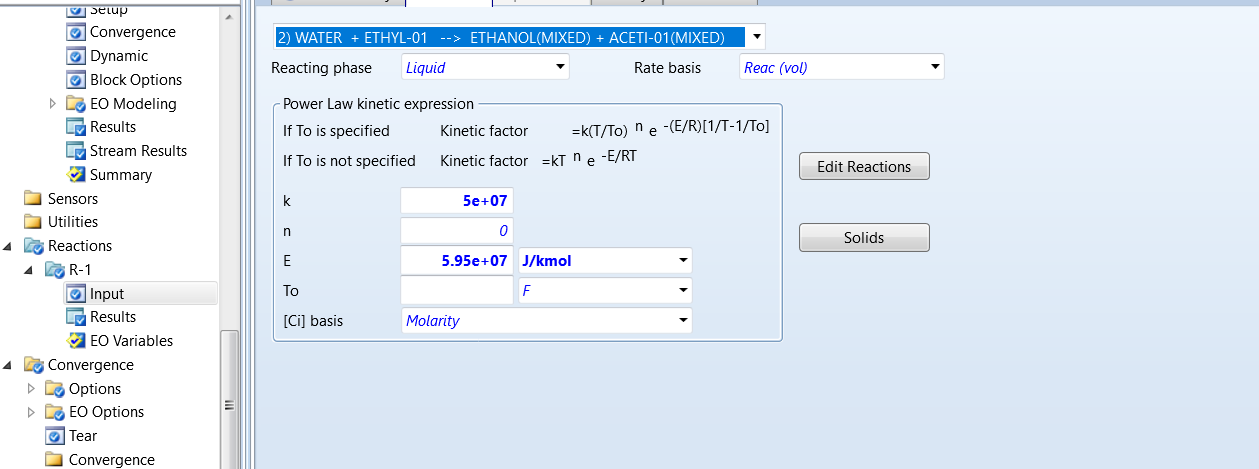 Setup
Convergence
Dynamic
Block Options
EO Modeling
Results
Stream Results
Summary
Sensors
Utilities
Reactions
R-1
Input
Results
EO Variables
Convergence
Options
EO Options
Tear
Convergence
2) WATER + ETHYL-01 --> ETHANOL(MIXED) + ACETI-01(MIXED)
Reacting phase Liquid Rate basis Reac (vol)
Power Law kinetic expression
If To is specified Kinetic factor =k(T/To) n e -(E/R)[1/T-1/To]
If To is not specified Kinetic factor =kT n e -E/RT
k 5e+07
n 0
E 5.95e+07 J/kmol
To F
[Ci] basis Molarity
Edit Reactions
Solids